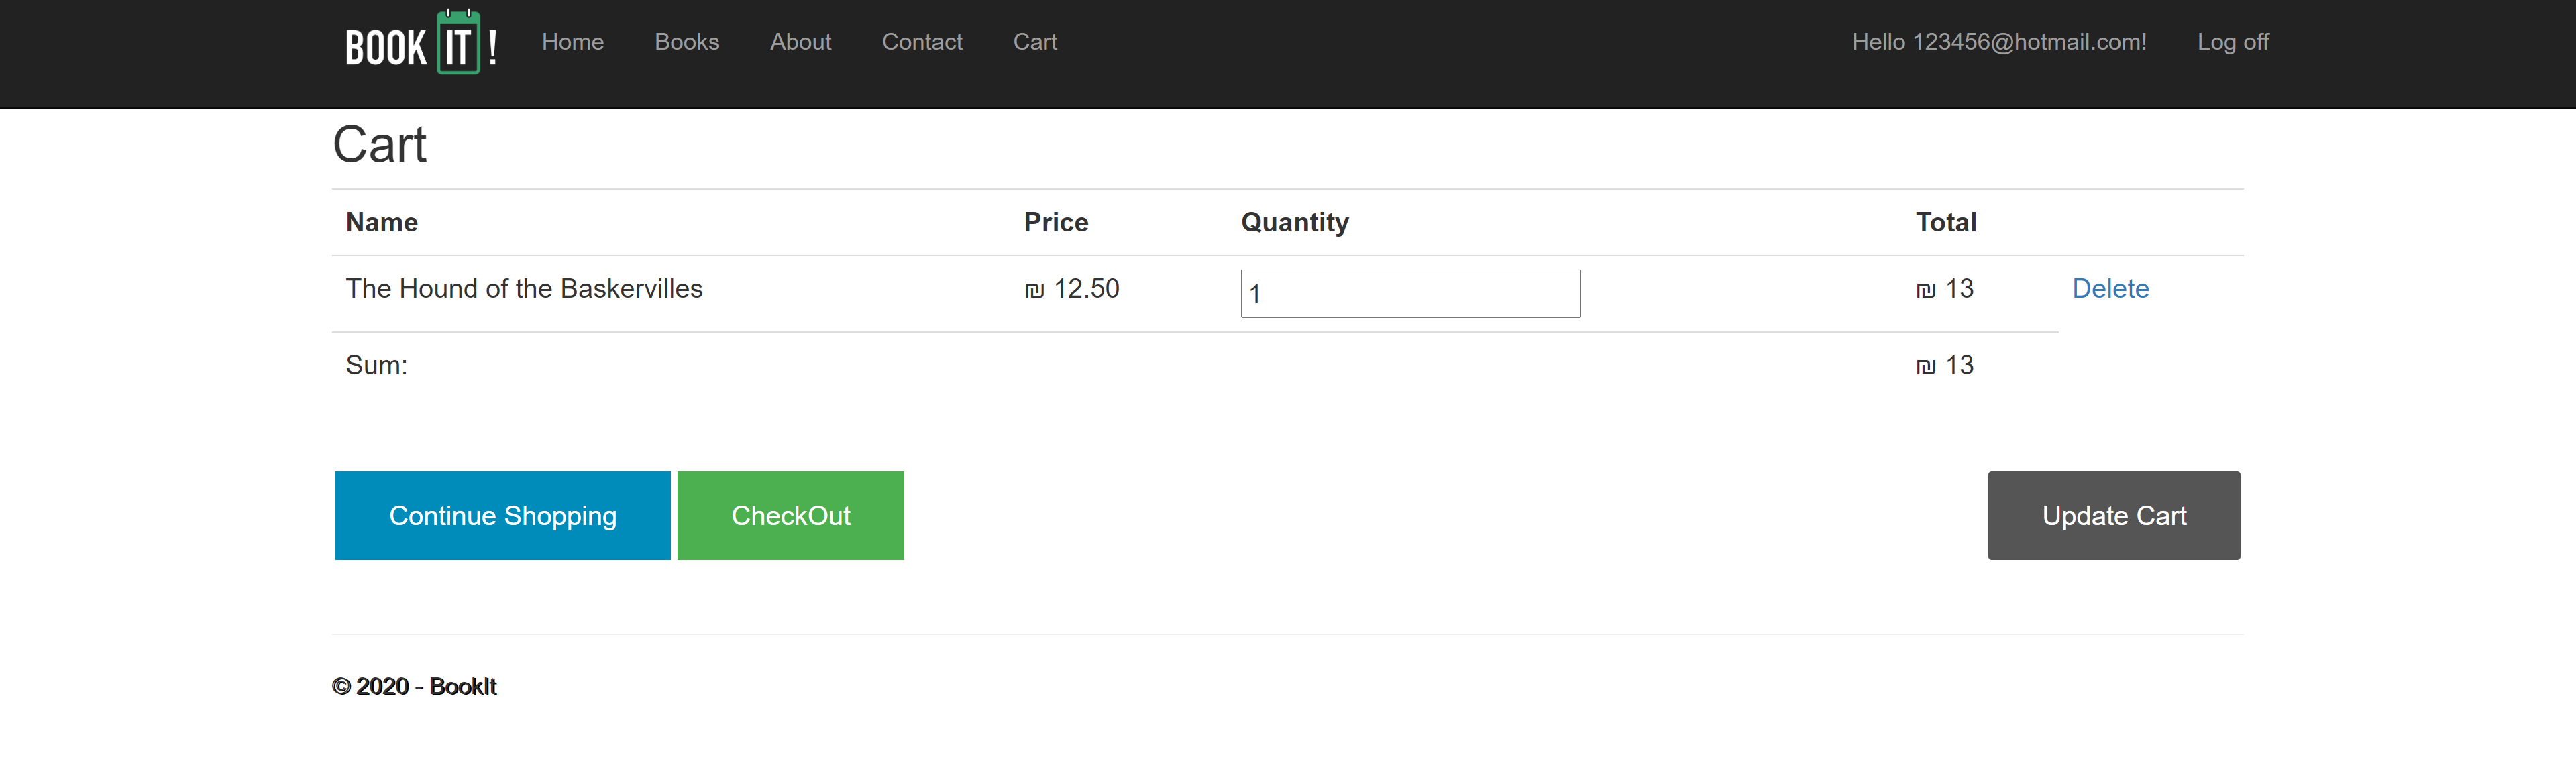 BOOK IT ! Home Books About Contact Cart Hello 123456@hotmail.com! Log off
Cart
Name Price Quantity Total
The Hound of the Baskervilles ₪ 12.50 1 ₪ 13 Delete
Sum: ₪ 13
Continue Shopping CheckOut Update Cart
© 2020 - BookIt